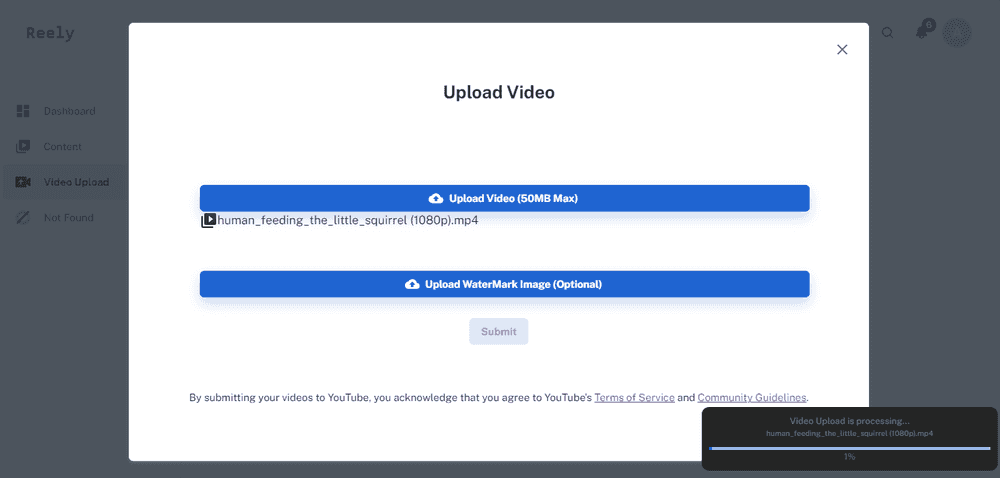 Reely
6
Dashboard
Content
Video Upload
Not Found
Upload Video
Upload Video (50MB Max)
human_feeding_the_little_squirrel (1080p).mp4
Upload WaterMark Image (Optional)
Submit
By submitting your videos to YouTube, you acknowledge that you agree to YouTube's Terms of Service and Community Guidelines.
Video Upload is processing...
human_feeding_the_little_squirrel (1080p).mp4
1%